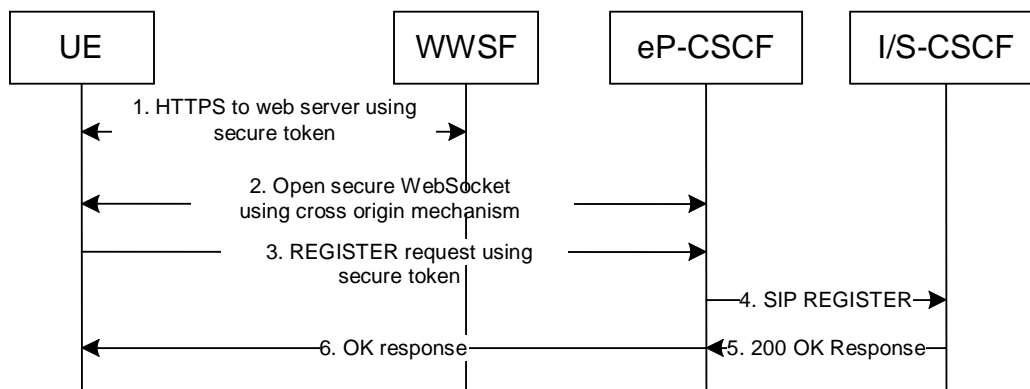 UE
WWSF
eP-CSCF
I/S-CSCF
1. HTTPS to web server using
secure token
2. Open secure WebSocket
using cross origin mechanism
3. REGISTER request using
secure token
4. SIP REGISTER
5. 200 OK Response
6. OK response